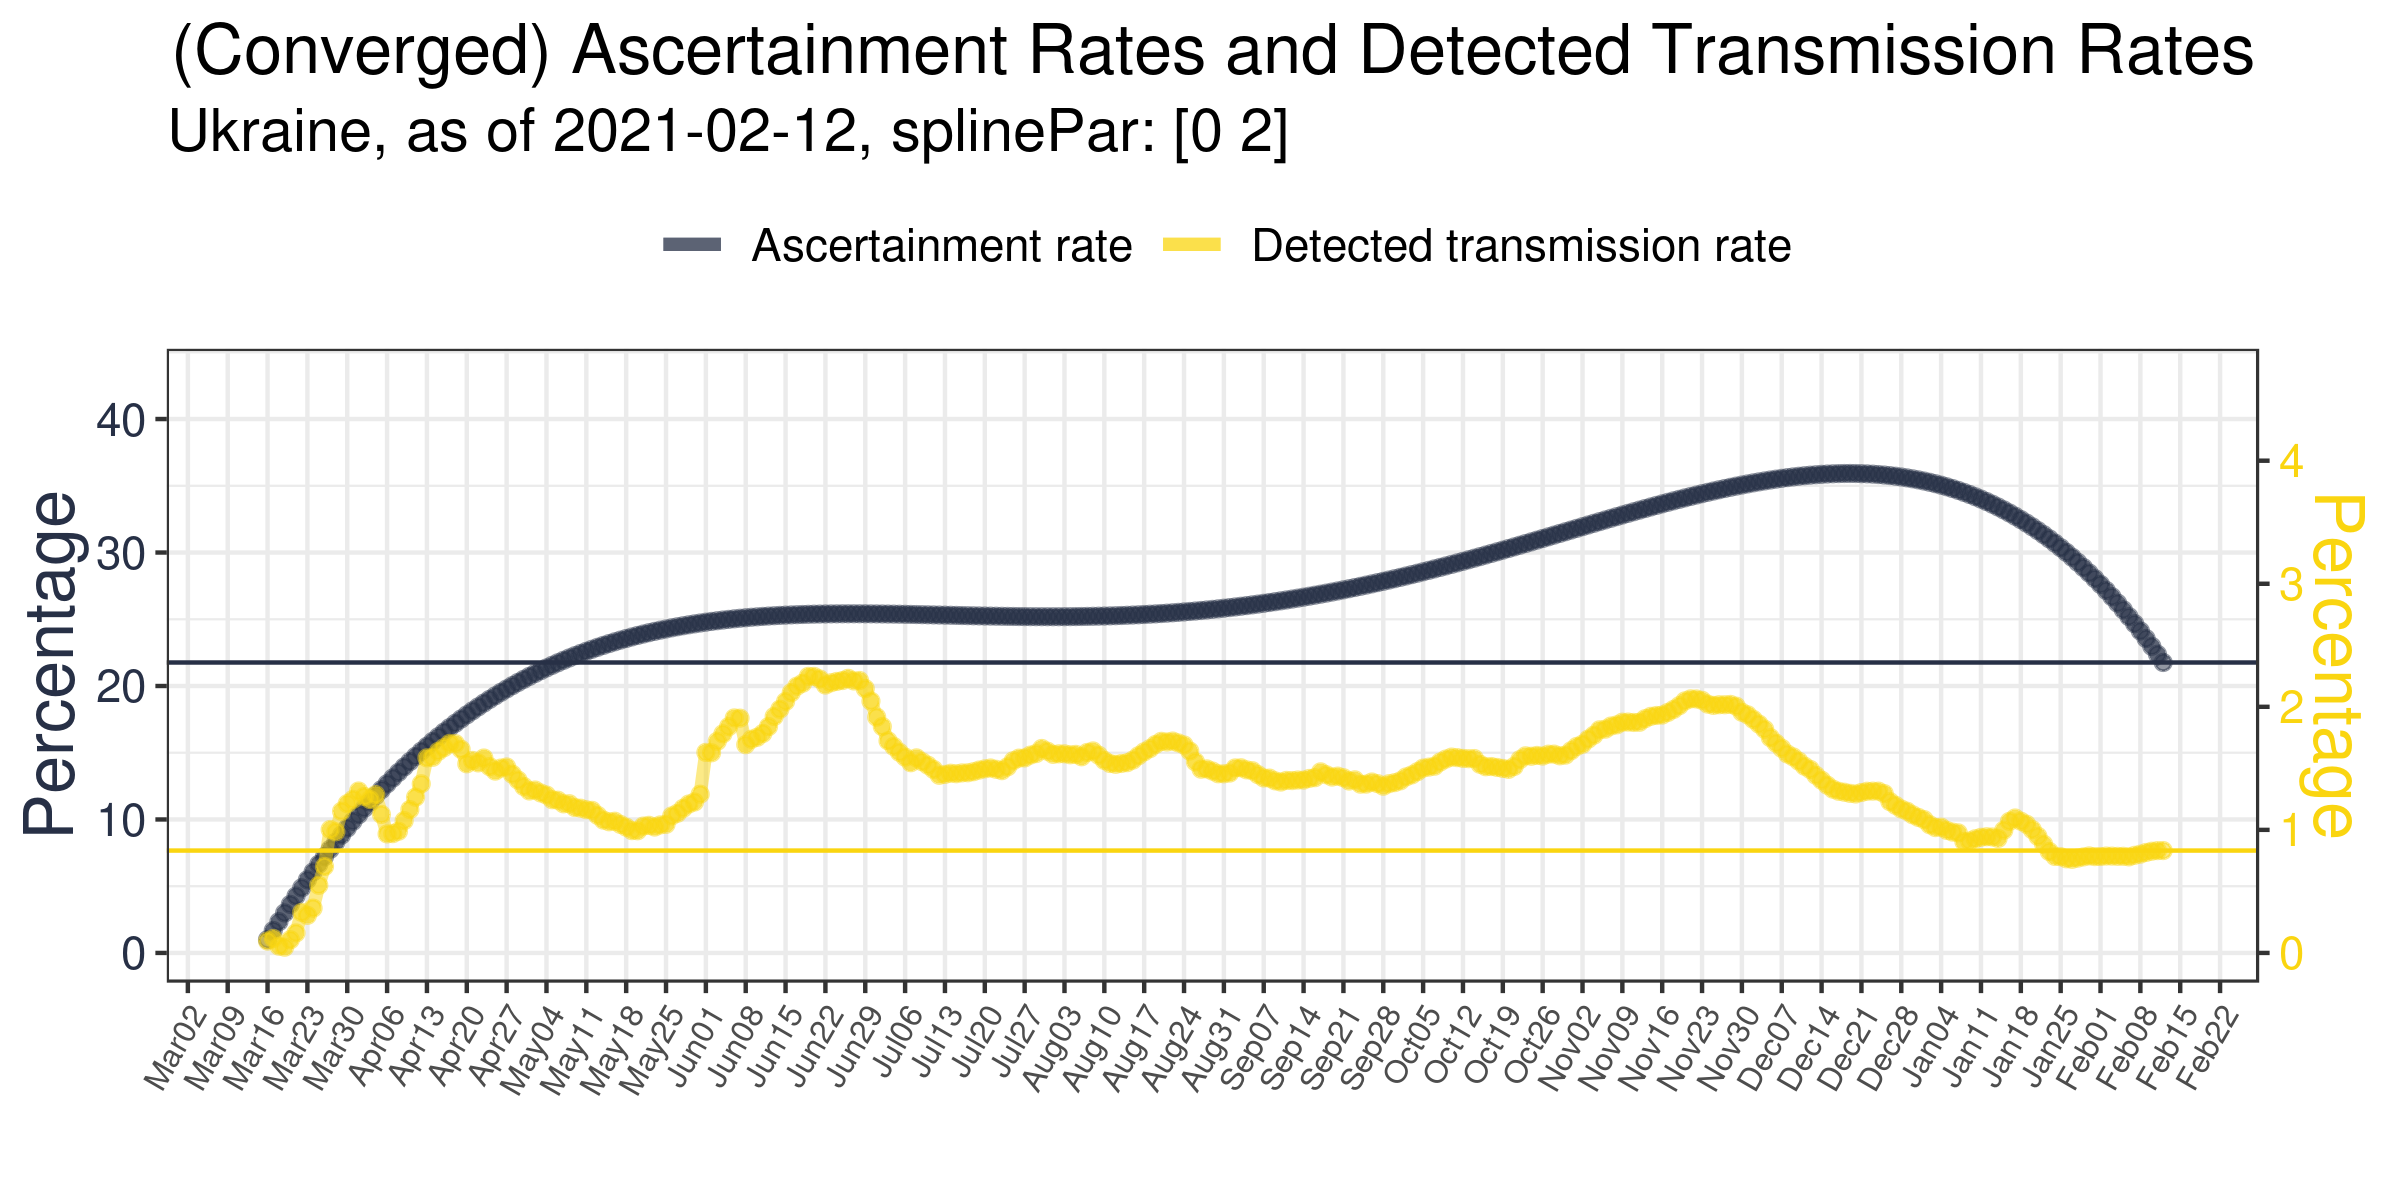 (Converged) Ascertainment Rates and Detected Transmission Rates
Ukraine, as of 2021-02-12, splinePar: [0 2]
Ascertainment rate
Detected transmission rate
Percentage
40
30
20
10
0
4
3
2
1
0
Percentage
Mar02
Mar09
Mar16
Mar23
Mar30
Apr06
Apr13
Apr20
Apr27
May04
May11
May18
May25
Jun01
Jun08
Jun15
Jun22
Jun29
Jul06
Jul13
Jul20
Jul27
Aug03
Aug10
Aug17
Aug24
Aug31
Sep07
Sep14
Sep21
Sep28
Oct05
Oct12
Oct19
Oct26
Nov02
Nov09
Nov16
Nov23
Nov30
Dec07
Dec14
Dec21
Dec28
Jan04
Jan11
Jan18
Jan25
Feb01
Feb08
Feb15
Feb22